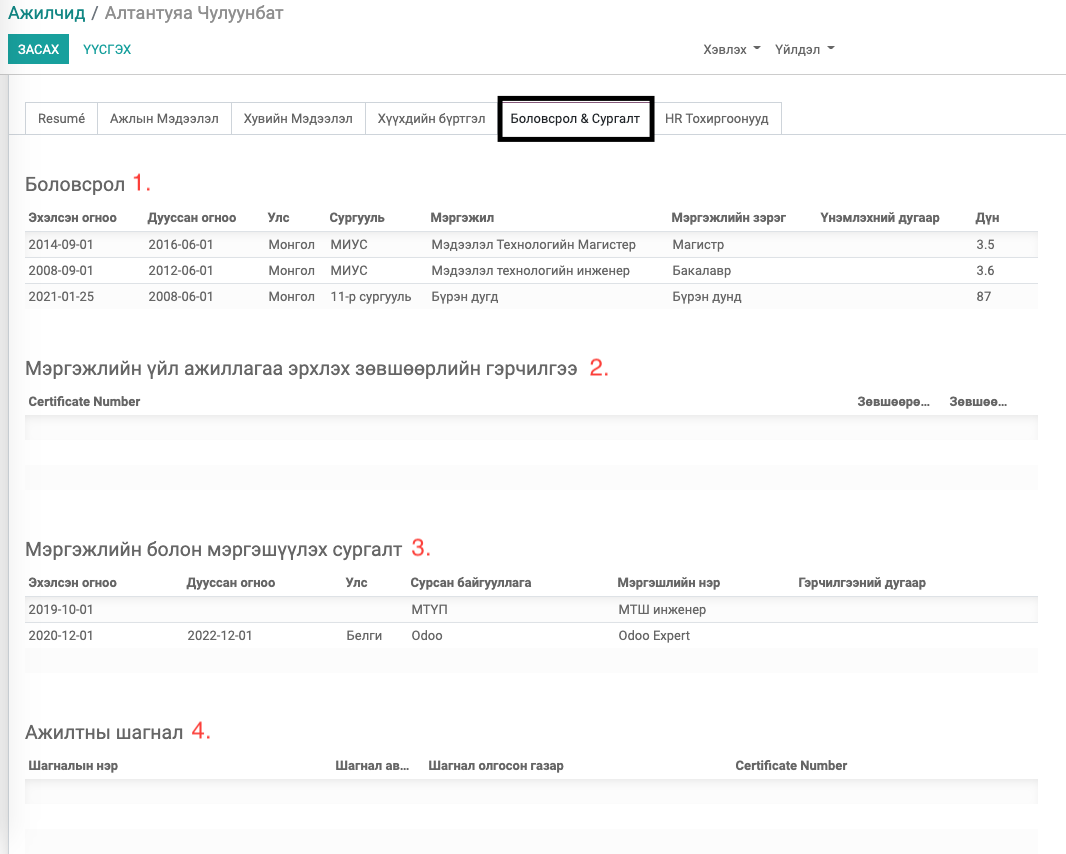 Ажилчид / Алтантуяа Чулуунбат
ЗАСАХ ҮҮСГЭХ Хэвлэх Үйлдэл
Resumé Ажлын Мэдээлэл Хувийн Мэдээлэл Хүүхдийн бүртгэл Боловсрол & Сургалт HR Тохиргоонууд
Боловсрол 1.
Эхэлсэн огноо Дууссан огноо Улс Сургууль Мэргэжил Мэргэжлийн зэрэг Үнэмлэхний дугаар Дүн
2014-09-01 2016-06-01 Монгол МИУС Мэдээлэл Технологийн Магистер Магистр 3.5
2008-09-01 2012-06-01 Монгол МИУС Мэдээлэл технологийн инженер Бакалавр 3.6
2021-01-25 2008-06-01 Монгол 11-р сургууль Бүрэн дугд Бүрэн дунд 87
Мэргэжлийн үйл ажиллагаа эрхлэх зөвшөөрлийн гэрчилгээ 2.
Certificate Number Зөвшөөрө... Зөвшөө...
Мэргэжлийн болон мэргэшүүлэх сургалт 3.
Эхэлсэн огноо Дууссан огноо Улс Сурсан байгууллага Мэргэшлийн нэр Гэрчилгээний дугаар
2019-10-01 МТҮП МТШ инженер
2020-12-01 2022-12-01 Белги Odoo Odoo Expert
Ажилтны шагнал 4.
Шагналын нэр Шагнал ав... Шагнал олгосон газар Certificate Number